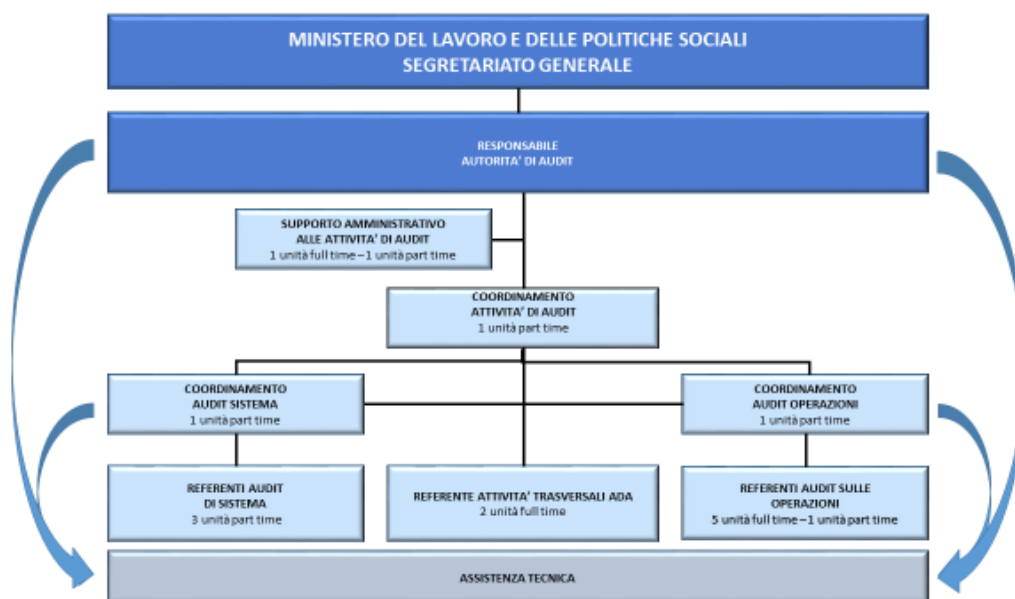 MINISTERO DEL LAVORO E DELLE POLITICHE SOCIALI
SEGRETARIATO GENERALE
RESPONSABILE
AUTORITA' DI AUDIT
SUPPORTO AMMINISTRATIVO
ALLE ATTIVITA' DI AUDIT
1 unità full time – 1 unità part time
COORDINAMENTO
ATTIVITA' DI AUDIT
1 unità part time
COORDINAMENTO
AUDIT SISTEMA
1 unità part time
COORDINAMENTO
AUDIT OPERAZIONI
1 unità part time
REFERENTI AUDIT
DI SISTEMA
3 unità part time
REFERENTE ATTIVITA' TRASVERSALI ADA
2 unità full time
REFERENTI AUDIT SULLE
OPERAZIONI
5 unità full time – 1 unità part time
ASSISTENZA TECNICA